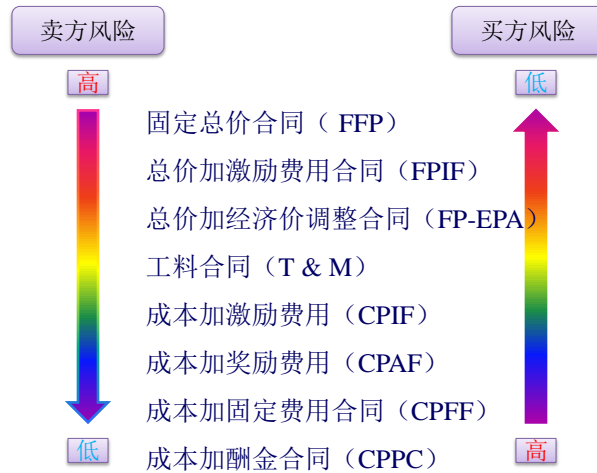 卖方风险
买方风险
高
低
固定总价合同（ FFP）
总价加激励费用合同（FPIF）
总价加经济价调整合同（FP-EPA）
工料合同（T & M）
成本加激励费用（CPIF）
成本加奖励费用（CPAF）
成本加固定费用合同（CPFF）
成本加酬金合同（CPPC）
低
高